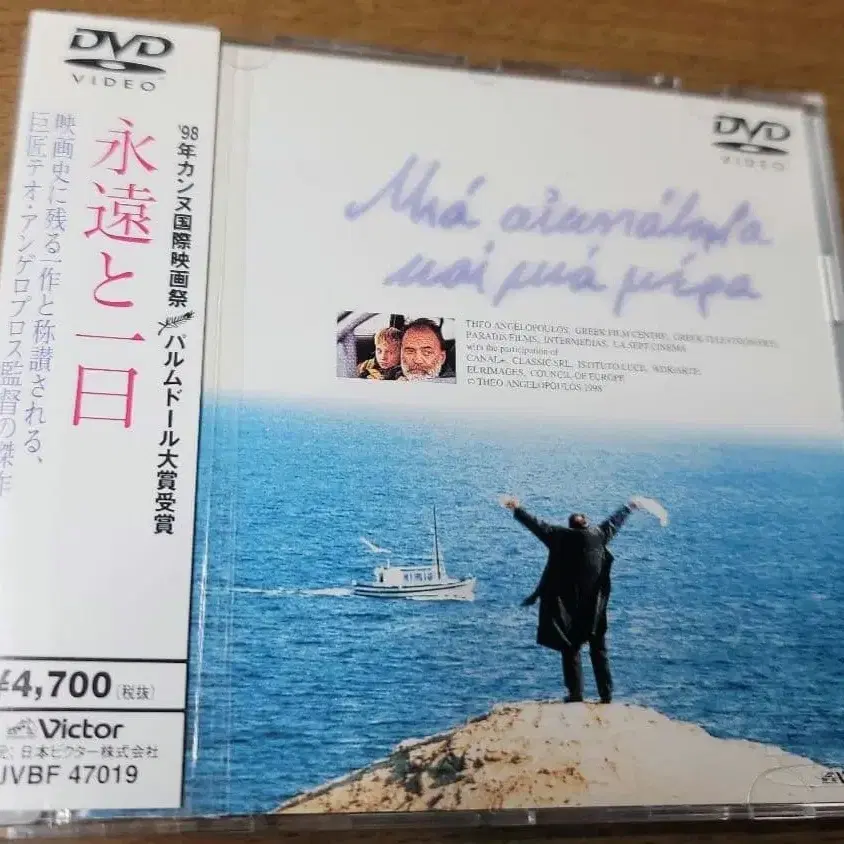 DVD
VIDEO
'98年カンヌ国際映画祭 パルムドール大賞受賞
永遠と一日
映画史に残る一作と称讃される、
巨匠テオ・アンゲロプロス監督の傑作
¥4,700(税抜)
Victor
日本ビクター株式会社
VBF 47019
DVD
VIDEO
Μιά αἰωνιότητα
καί μιά μέρα
THEO ANGELOPOULOS, GREEK FILM CENTRE, GREEK TELEVISION
PARADIS FILMS, INTERMEDIAS, LA SEPT CINEMA
with the participation of
CANAL+, CLASSIC SRL, ISTITUTO LUCE, WDR/ARTE
EURIMAGES, COUNCIL OF EUROPE
© THEO ANGELOPOULOS 1998